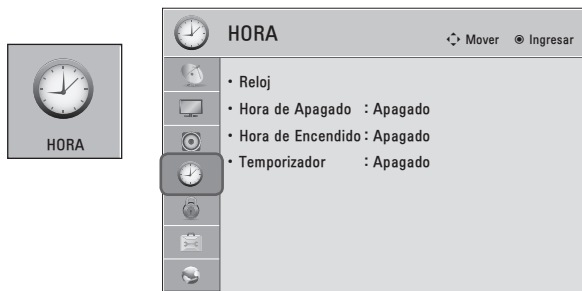 HORA
HORA
Mover
Ingresar
• Reloj
• Hora de Apagado : Apagado
• Hora de Encendido : Apagado
• Temporizador : Apagado